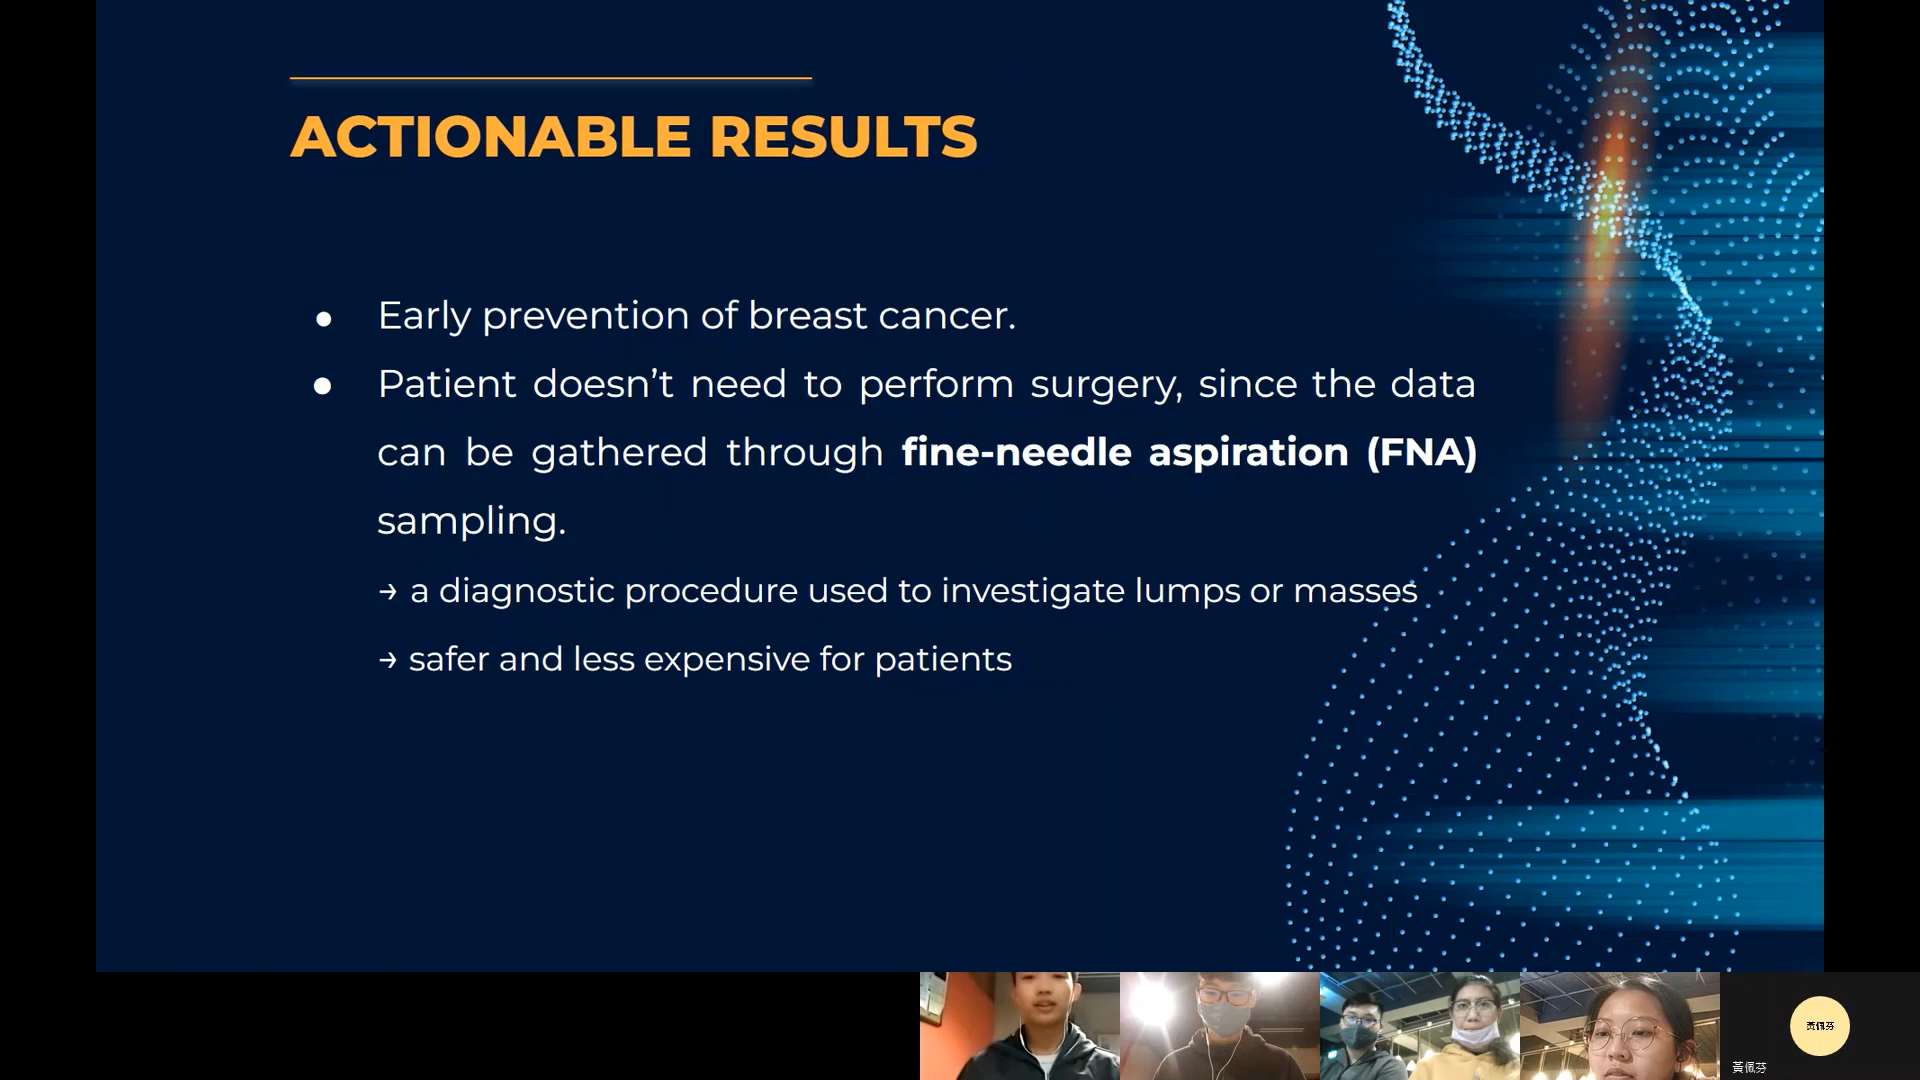 ACTIONABLE RESULTS
● Early prevention of breast cancer.
● Patient doesn’t need to perform surgery, since the data
can be gathered through fine-needle aspiration (FNA)
sampling.
→ a diagnostic procedure used to investigate lumps or masses
→ safer and less expensive for patients
黃佩芬
黃佩芬